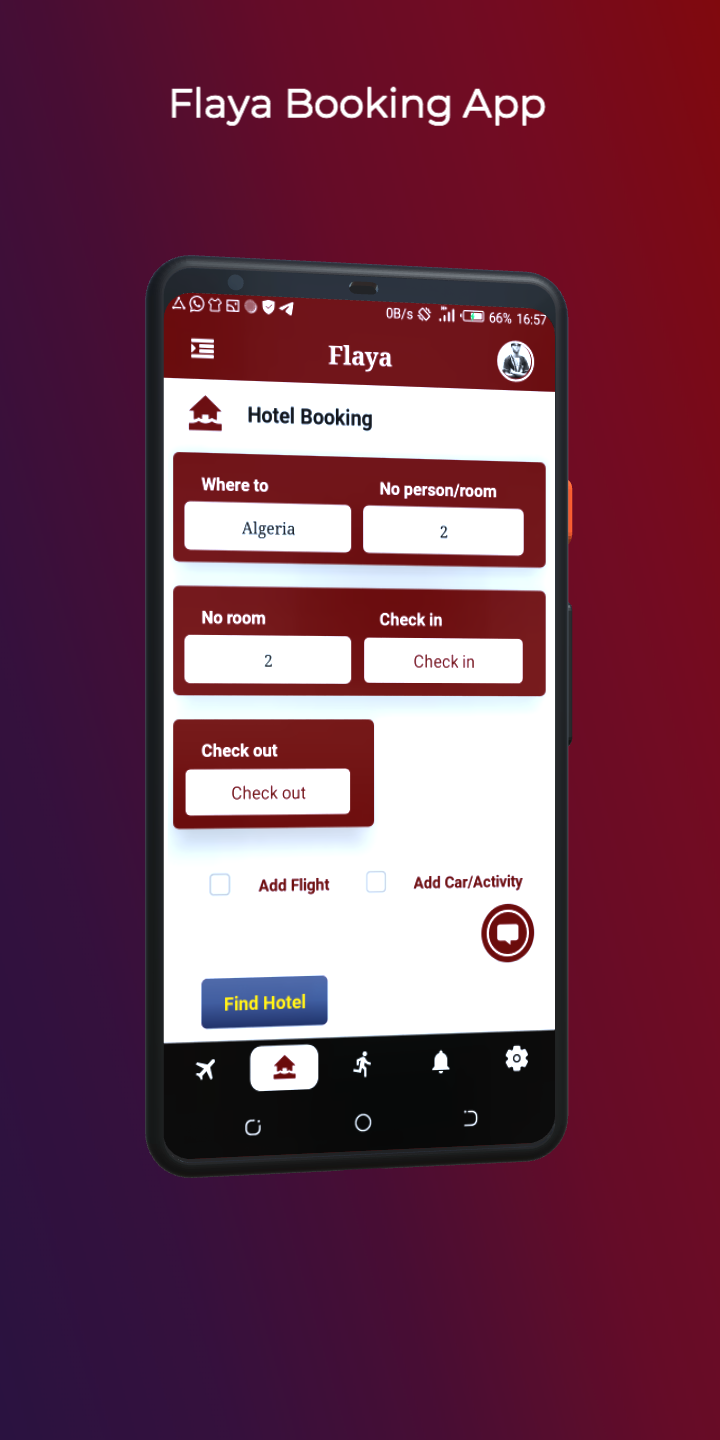 Flaya Booking App
0B/s 66% 16:57
Flaya
Hotel Booking
Where to No person/room
Algeria 2
No room Check in
2 Check in
Check out
Check out
Add Flight Add Car/Activity
Find Hotel